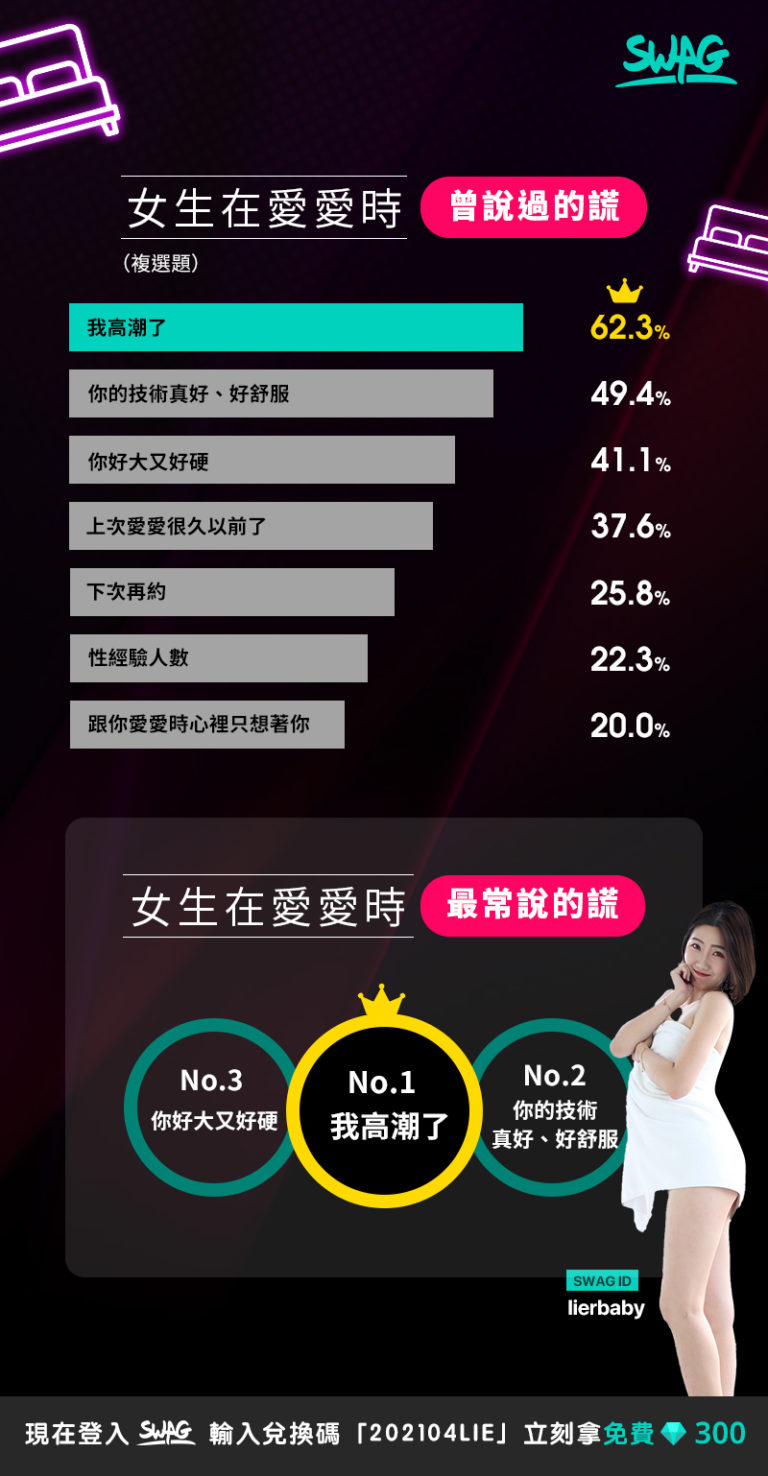 SWAG
女生在愛愛時 曾說過的謊
(複選題)
我高潮了 62.3%
你的技術真好、好舒服 49.4%
你好大又好硬 41.1%
上次愛愛很久以前了 37.6%
下次再約 25.8%
性經驗人數 22.3%
跟你愛愛時心裡只想著你 20.0%
女生在愛愛時 最常說的謊
No.3
你好大又好硬
No.1
我高潮了
No.2
你的技術
真好、好舒服
SWAG ID
lierbaby
現在登入 SWAG 輸入兌換碼「202104LIE」立刻拿免費 300